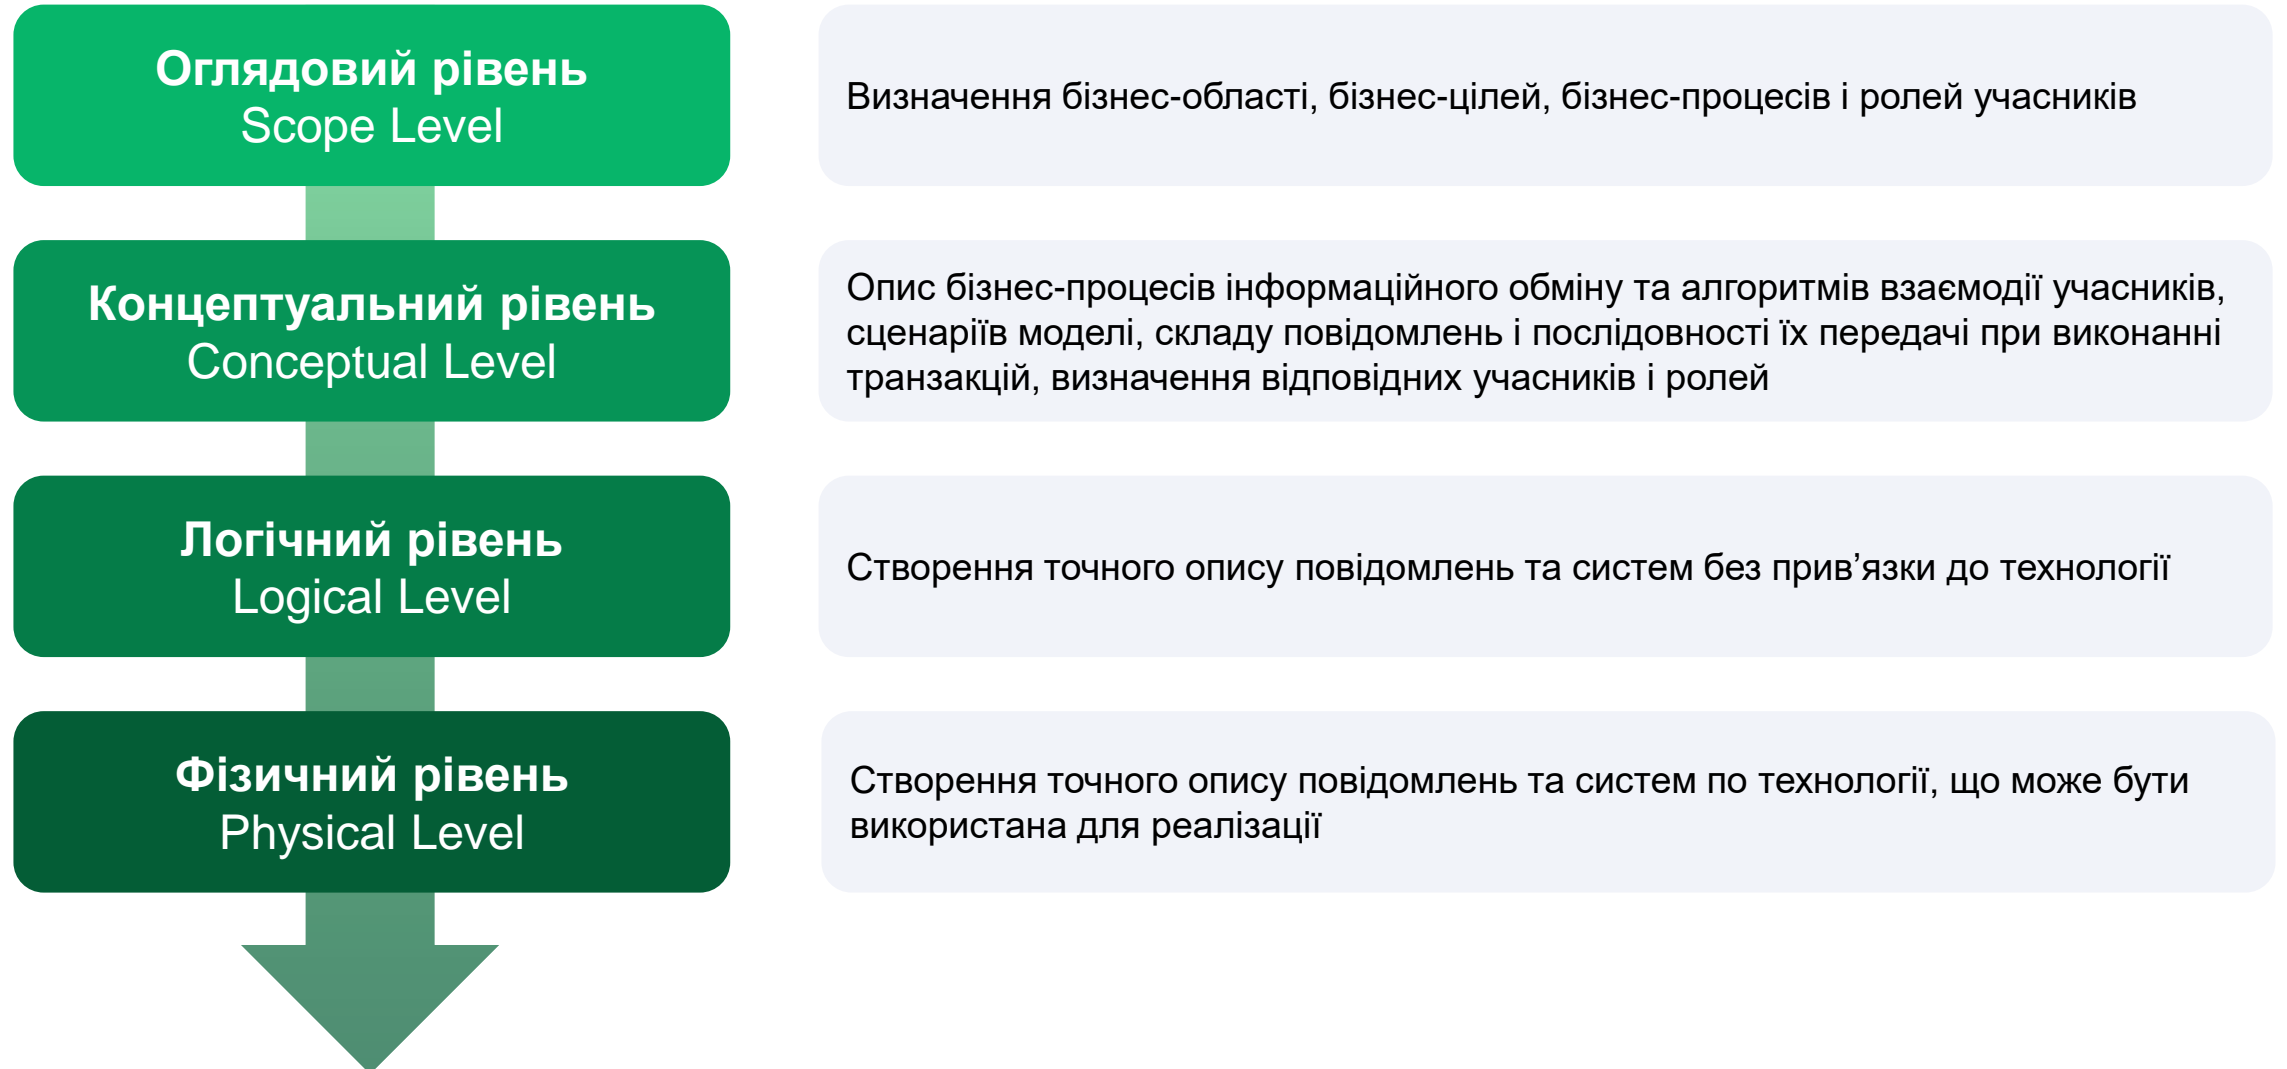 Оглядовий рівень
Scope Level
Визначення бізнес-області, бізнес-цілей, бізнес-процесів і ролей учасників
Концептуальний рівень
Conceptual Level
Опис бізнес-процесів інформаційного обміну та алгоритмів взаємодії учасників,
сценаріїв моделі, складу повідомлень і послідовності їх передачі при виконанні
транзакцій, визначення відповідних учасників і ролей
Логічний рівень
Logical Level
Створення точного опису повідомлень та систем без прив’язки до технології
Фізичний рівень
Physical Level
Створення точного опису повідомлень та систем по технології, що може бути
використана для реалізації